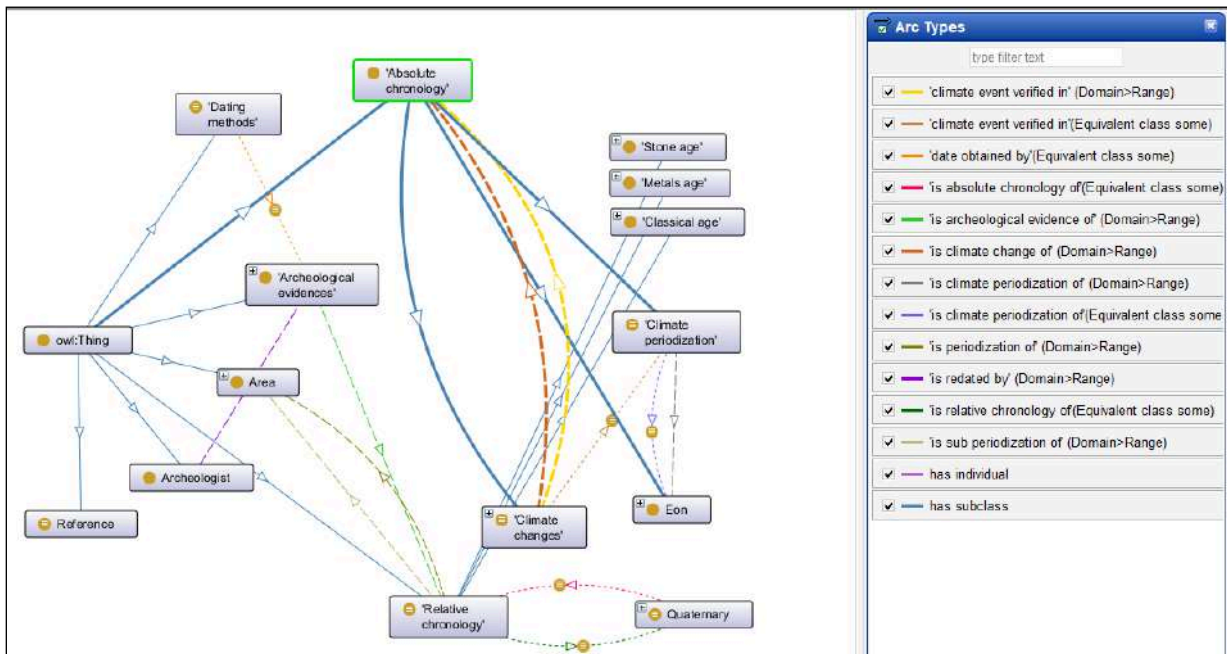 'Absolute
chronology'
'Dating
methods'
'Stone age'
'Metals age'
'Classical age'
'Archeological
evidences'
'Climate
periodization'
owl:Thing
Area
Archeologist
Reference
'Climate
changes'
Eon
'Relative
chronology'
Quaternary
Arc Types
type filter text
'climate event verified in' (Domain>Range)
'climate event verified in'(Equivalent class some)
'date obtained by'(Equivalent class some)
'is absolute chronology of'(Equivalent class some)
'is archeological evidence of' (Domain>Range)
'is climate change of' (Domain>Range)
'is climate periodization of' (Domain>Range)
'is climate periodization of'(Equivalent class some
'is periodization of' (Domain>Range)
'is redated by' (Domain>Range)
'is relative chronology of'(Equivalent class some)
'is sub periodization of' (Domain>Range)
has individual
has subclass